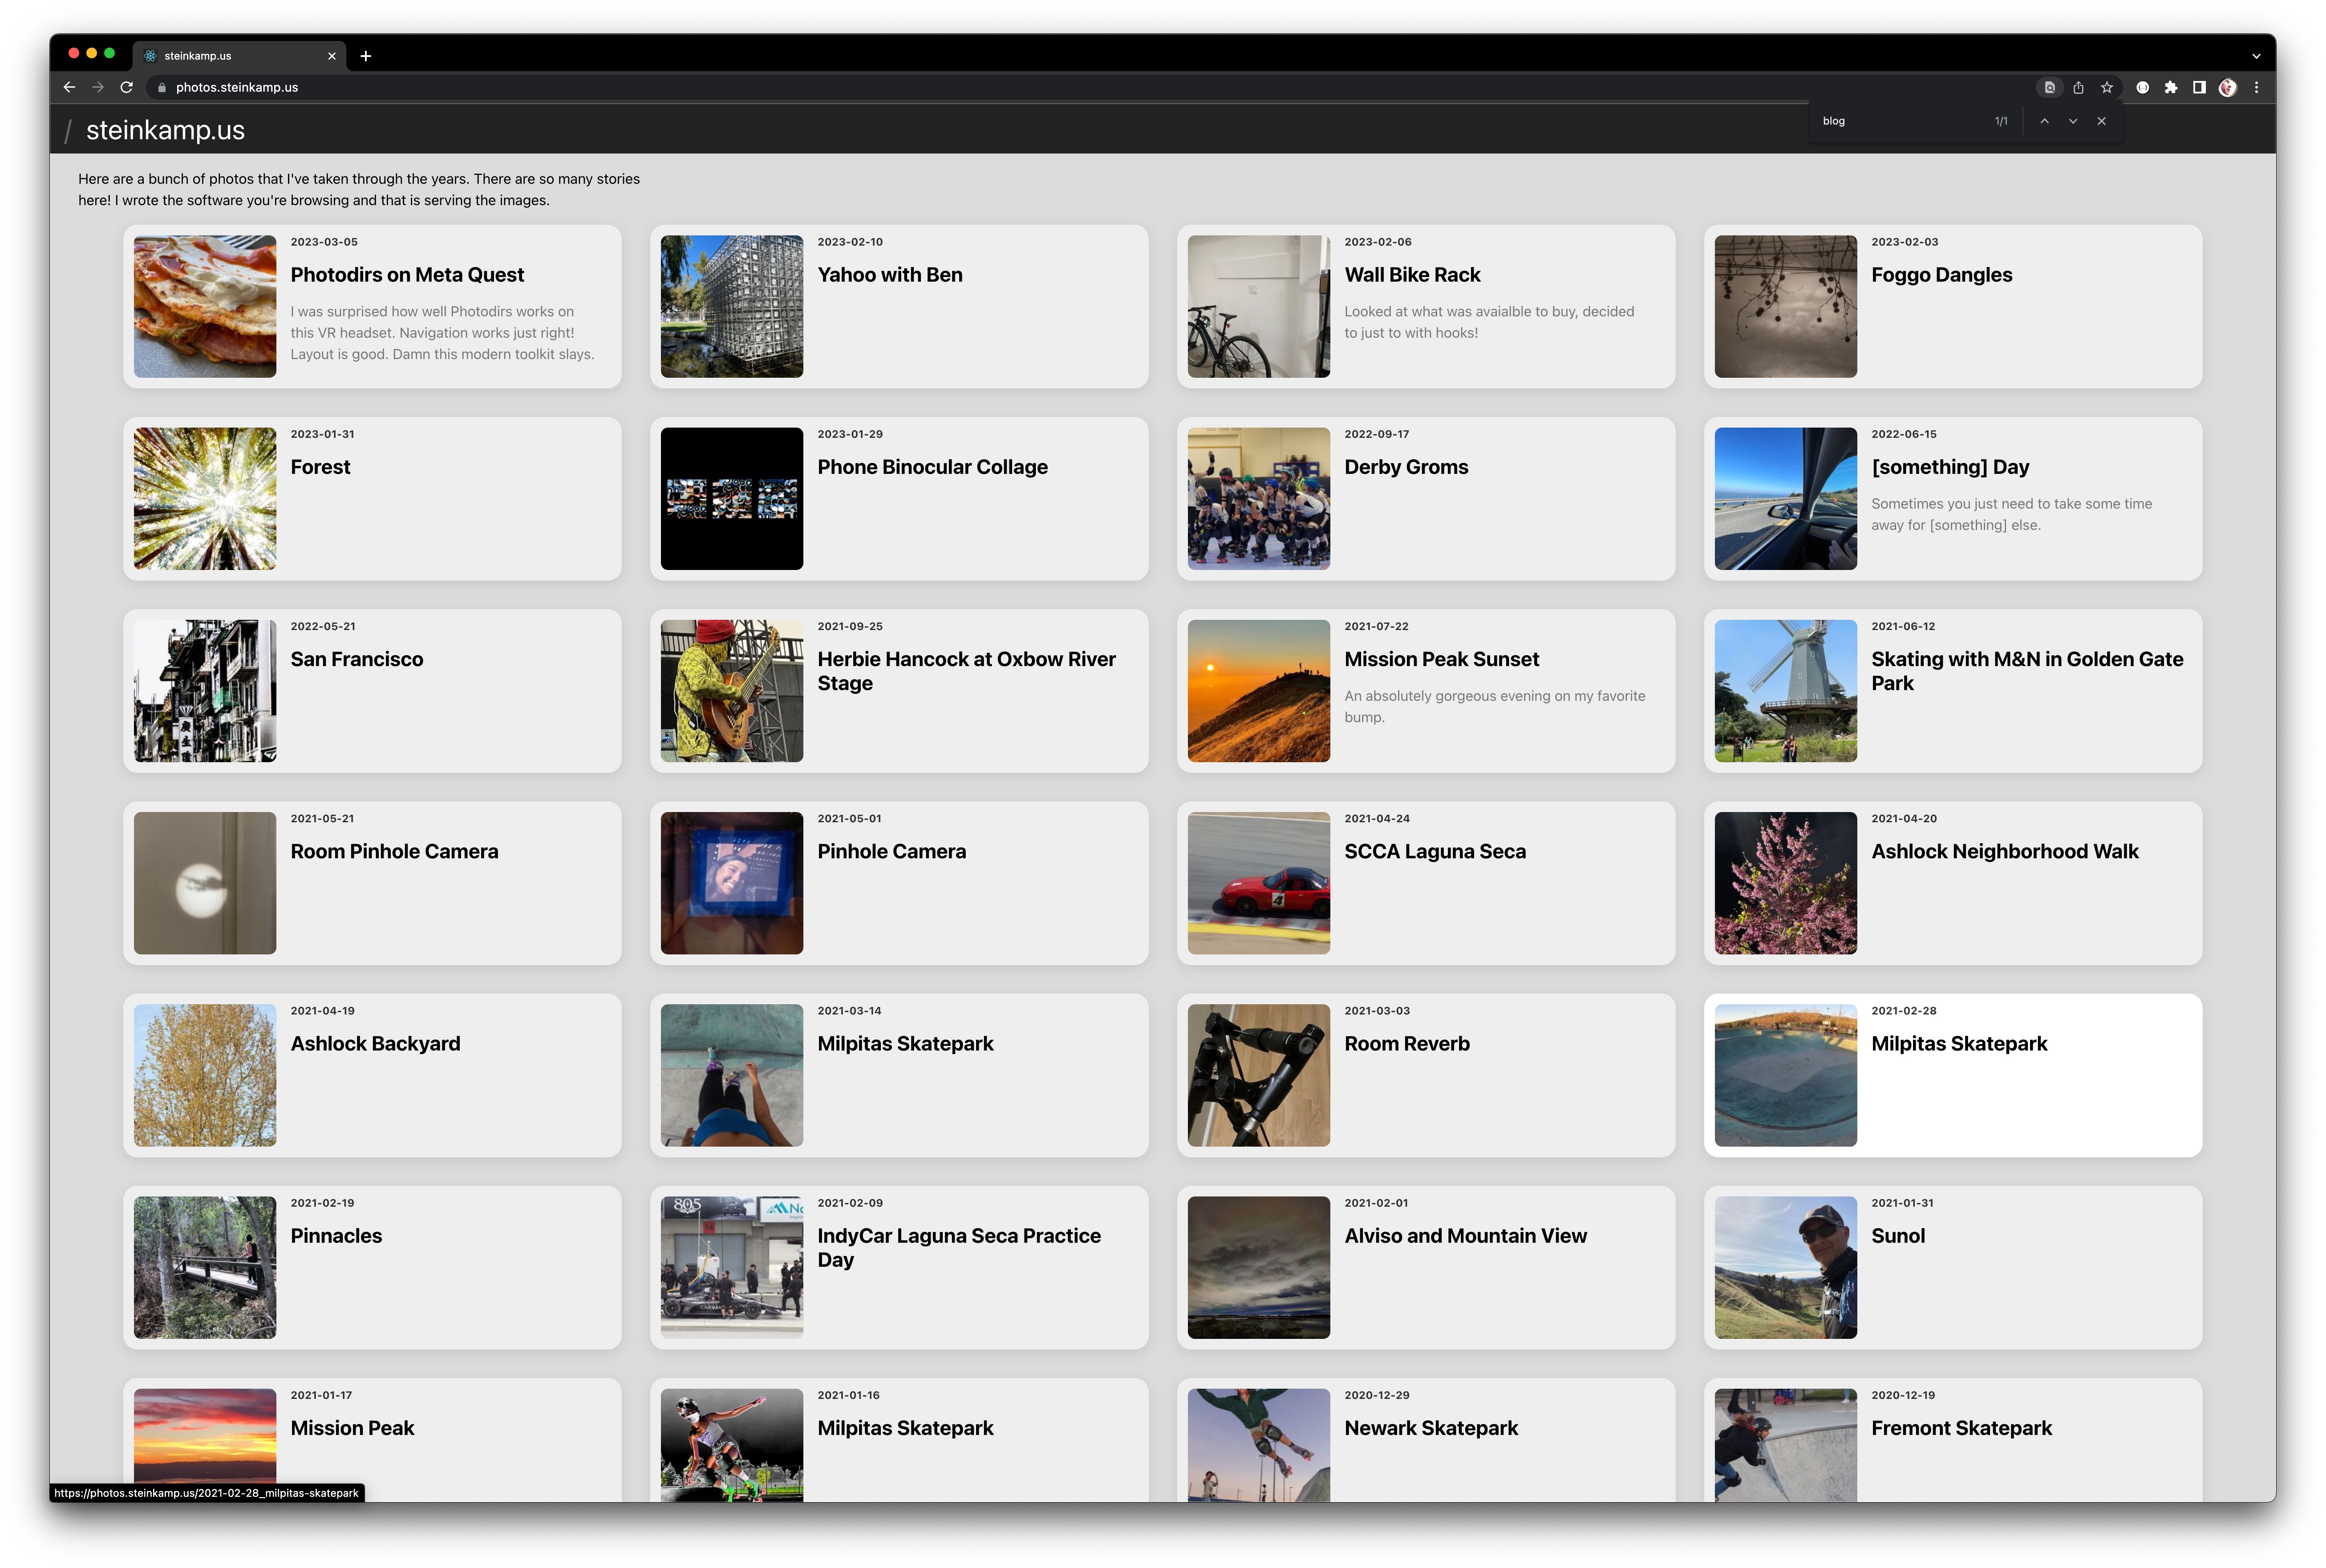 steinkamp.us
photos.steinkamp.us
blog
1/1
/ steinkamp.us
Here are a bunch of photos that I've taken through the years. There are so many stories
here! I wrote the software you're browsing and that is serving the images.
2023-03-05
Photodirs on Meta Quest
I was surprised how well Photodirs works on
this VR headset. Navigation works just right!
Layout is good. Damn this modern toolkit slays.
2023-02-10
Yahoo with Ben
2023-02-06
Wall Bike Rack
Looked at what was avaialble to buy, decided
to just to with hooks!
2023-02-03
Foggo Dangles
2023-01-31
Forest
2023-01-29
Phone Binocular Collage
2022-09-17
Derby Groms
2022-06-15
[something] Day
Sometimes you just need to take some time
away for [something] else.
2022-05-21
San Francisco
2021-09-25
Herbie Hancock at Oxbow River
Stage
2021-07-22
Mission Peak Sunset
An absolutely gorgeous evening on my favorite
bump.
2021-06-12
Skating with M&N in Golden Gate
Park
2021-05-21
Room Pinhole Camera
2021-05-01
Pinhole Camera
2021-04-24
SCCA Laguna Seca
4
2021-04-20
Ashlock Neighborhood Walk
2021-04-19
Ashlock Backyard
2021-03-14
Milpitas Skatepark
2021-03-03
Room Reverb
2021-02-28
Milpitas Skatepark
2021-02-19
Pinnacles
805
2021-02-09
IndyCar Laguna Seca Practice
Day
2021-02-01
Alviso and Mountain View
2021-01-31
Sunol
2021-01-17
Mission Peak
2021-01-16
Milpitas Skatepark
2020-12-29
Newark Skatepark
2020-12-19
Fremont Skatepark
https://photos.steinkamp.us/2021-02-28_milpitas-skatepark